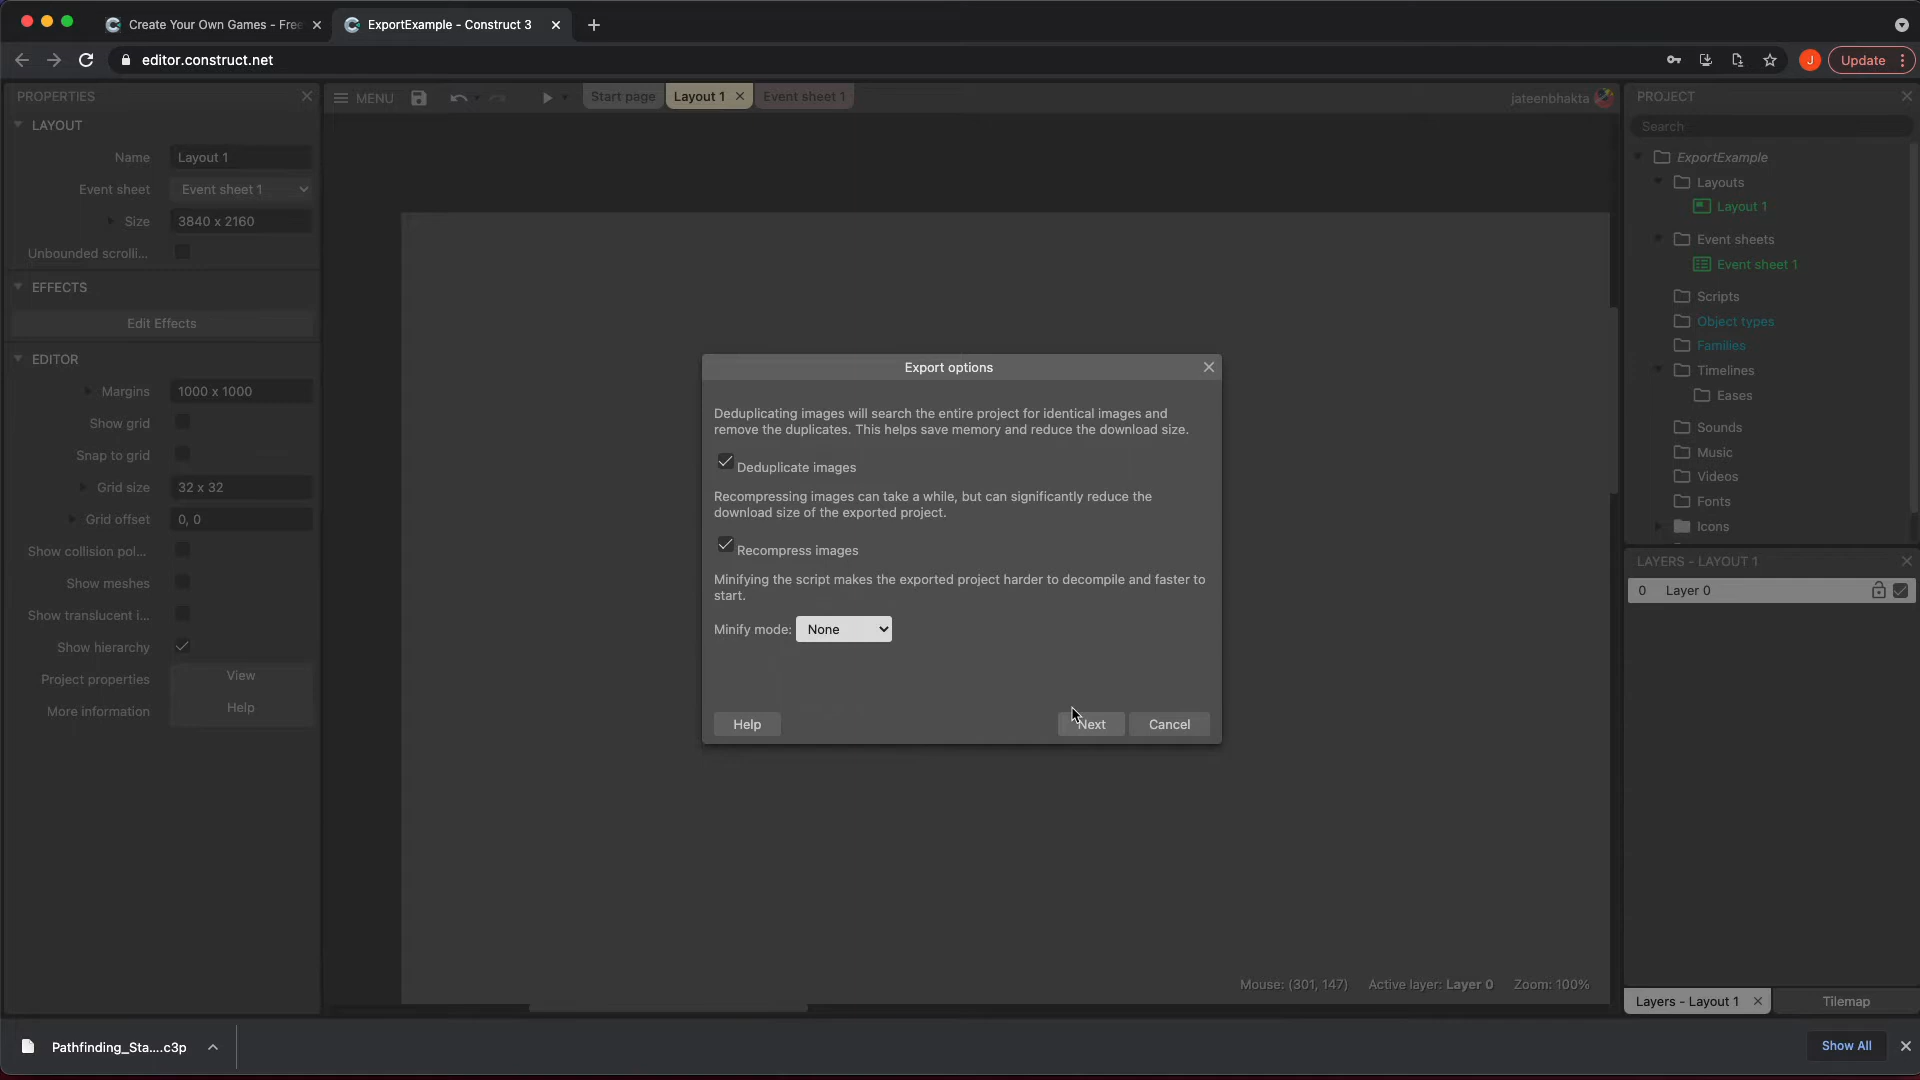 Create Your Own Games - Free
ExportExample - Construct 3
editor.construct.net
J
Update
PROPERTIES
LAYOUT
Name Layout 1
Event sheet Event sheet 1
Size 3840 x 2160
Unbounded scrolli...
EFFECTS
Edit Effects
EDITOR
Margins 1000 x 1000
Show grid
Snap to grid
Grid size 32 x 32
Grid offset 0, 0
Show collision pol...
Show meshes
Show translucent i...
Show hierarchy
Project properties View
More information Help
MENU
Start page
Layout 1
Event sheet 1
jateenbhakta
Export options
Deduplicating images will search the entire project for identical images and
remove the duplicates. This helps save memory and reduce the download size.
Deduplicate images
Recompressing images can take a while, but can significantly reduce the
download size of the exported project.
Recompress images
Minifying the script makes the exported project harder to decompile and faster to
start.
Minify mode: None
Help
Next
Cancel
Mouse: (301, 147) Active layer: Layer 0 Zoom: 100%
PROJECT
Search
ExportExample
Layouts
Layout 1
Event sheets
Event sheet 1
Scripts
Object types
Families
Timelines
Eases
Sounds
Music
Videos
Fonts
Icons
LAYERS - LAYOUT 1
0 Layer 0
Layers - Layout 1
Tilemap
Pathfinding_Sta....c3p
Show All